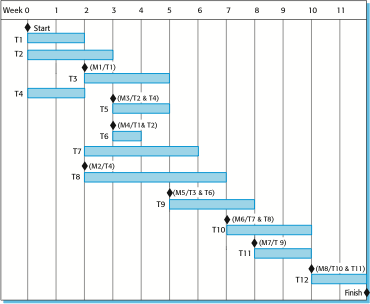 Week 0 1 2 3 4 5 6 7 8 9 10 11
Start
T1
T2
(M1/T1)
T3
T4
(M3/T2 & T4)
T5
(M4/T1& T2)
T6
T7
(M2/T4)
T8
(M5/T3 & T6)
T9
(M6/T7 & T8)
T10
(M7/T 9)
T11
(M8/T10 & T11)
T12
Finish